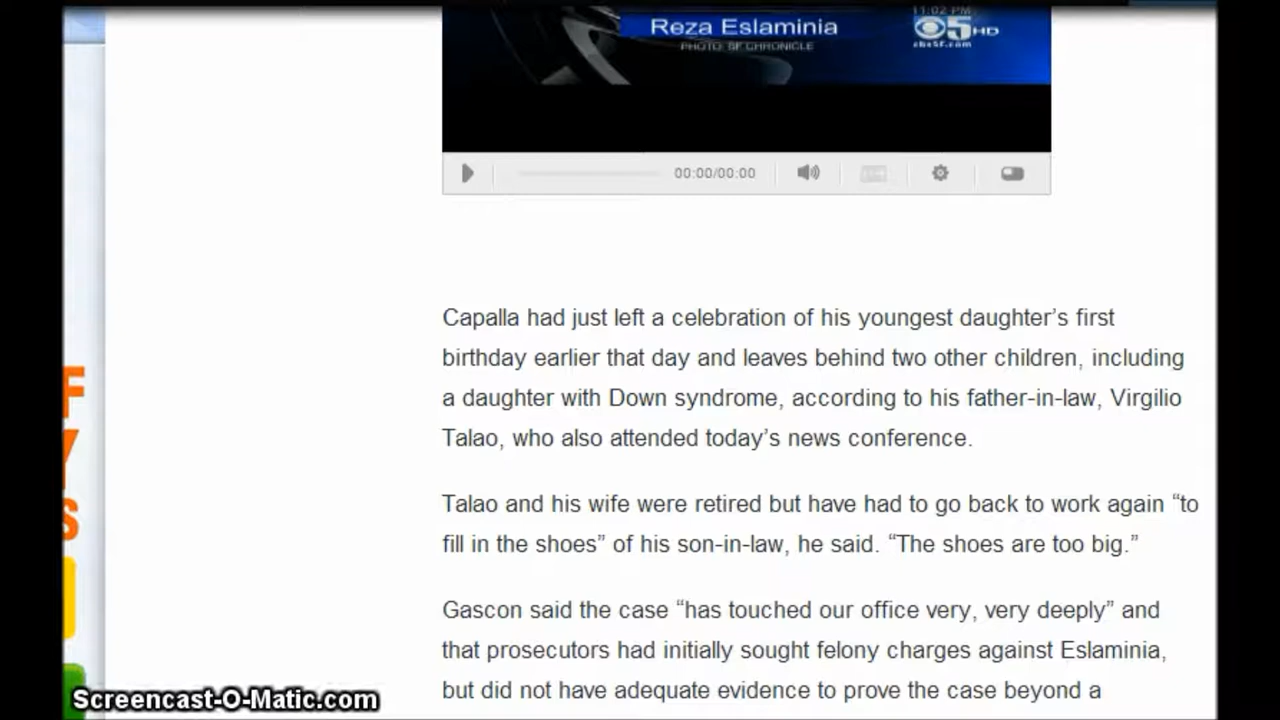 11:02 PM
Reza Eslaminia
5 HD
PHOTO: SF CHRONICLE
cbsSF.com
00:00/00:00
Capalla had just left a celebration of his youngest daughter’s first
birthday earlier that day and leaves behind two other children, including
a daughter with Down syndrome, according to his father-in-law, Virgilio
Talao, who also attended today’s news conference.
Talao and his wife were retired but have had to go back to work again “to
fill in the shoes” of his son-in-law, he said. “The shoes are too big.”
Gascon said the case “has touched our office very, very deeply” and
that prosecutors had initially sought felony charges against Eslaminia,
but did not have adequate evidence to prove the case beyond a
F
Y
S
Screencast-O-Matic.com